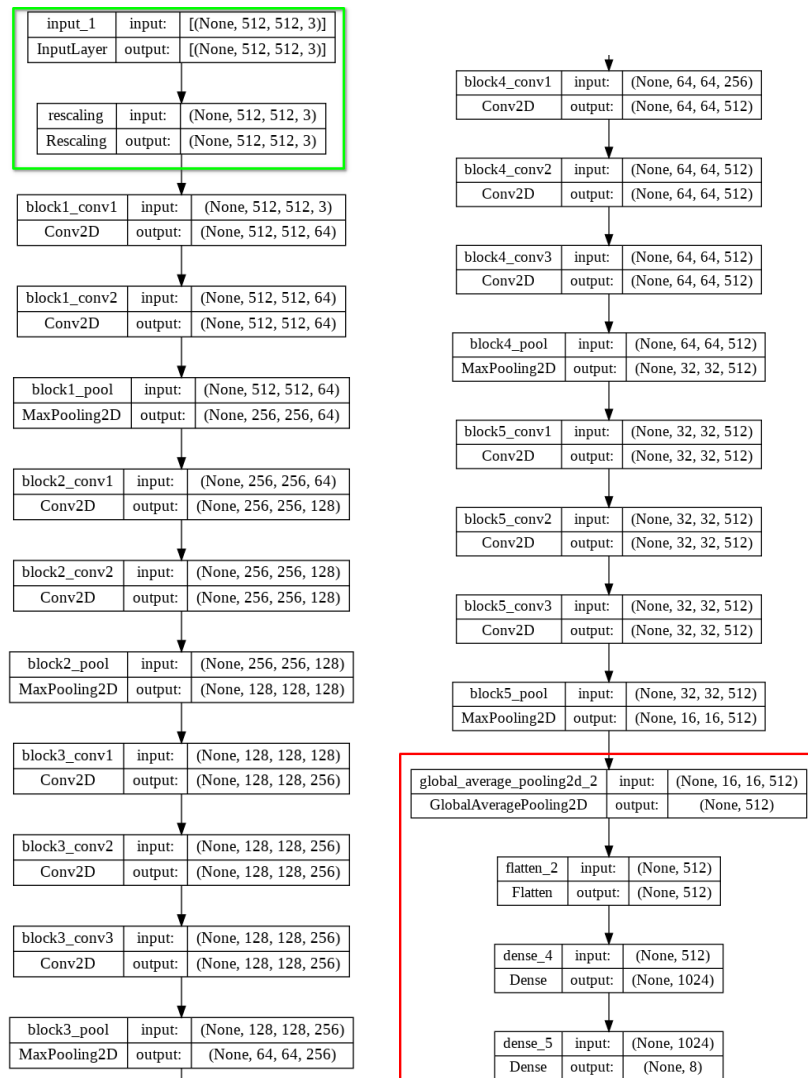 input_1 input: [(None, 512, 512, 3)]
InputLayer output: [(None, 512, 512, 3)]
rescaling input: (None, 512, 512, 3)
Rescaling output: (None, 512, 512, 3)
block1_conv1 input: (None, 512, 512, 3)
Conv2D output: (None, 512, 512, 64)
block1_conv2 input: (None, 512, 512, 64)
Conv2D output: (None, 512, 512, 64)
block1_pool input: (None, 512, 512, 64)
MaxPooling2D output: (None, 256, 256, 64)
block2_conv1 input: (None, 256, 256, 64)
Conv2D output: (None, 256, 256, 128)
block2_conv2 input: (None, 256, 256, 128)
Conv2D output: (None, 256, 256, 128)
block2_pool input: (None, 256, 256, 128)
MaxPooling2D output: (None, 128, 128, 128)
block3_conv1 input: (None, 128, 128, 128)
Conv2D output: (None, 128, 128, 256)
block3_conv2 input: (None, 128, 128, 256)
Conv2D output: (None, 128, 128, 256)
block3_conv3 input: (None, 128, 128, 256)
Conv2D output: (None, 128, 128, 256)
block3_pool input: (None, 128, 128, 256)
MaxPooling2D output: (None, 64, 64, 256)
block4_conv1 input: (None, 64, 64, 256)
Conv2D output: (None, 64, 64, 512)
block4_conv2 input: (None, 64, 64, 512)
Conv2D output: (None, 64, 64, 512)
block4_conv3 input: (None, 64, 64, 512)
Conv2D output: (None, 64, 64, 512)
block4_pool input: (None, 64, 64, 512)
MaxPooling2D output: (None, 32, 32, 512)
block5_conv1 input: (None, 32, 32, 512)
Conv2D output: (None, 32, 32, 512)
block5_conv2 input: (None, 32, 32, 512)
Conv2D output: (None, 32, 32, 512)
block5_conv3 input: (None, 32, 32, 512)
Conv2D output: (None, 32, 32, 512)
block5_pool input: (None, 32, 32, 512)
MaxPooling2D output: (None, 16, 16, 512)
global_average_pooling2d_2 input: (None, 16, 16, 512)
GlobalAveragePooling2D output: (None, 512)
flatten_2 input: (None, 512)
Flatten output: (None, 512)
dense_4 input: (None, 512)
Dense output: (None, 1024)
dense_5 input: (None, 1024)
Dense output: (None, 8)